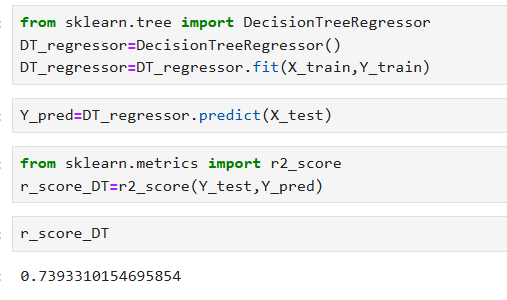 from sklearn.tree import DecisionTreeRegressor
DT_regressor=DecisionTreeRegressor()
DT_regressor=DT_regressor.fit(X_train,Y_train)
Y_pred=DT_regressor.predict(X_test)
from sklearn.metrics import r2_score
r_score_DT=r2_score(Y_test,Y_pred)
r_score_DT
0.7393310154695854